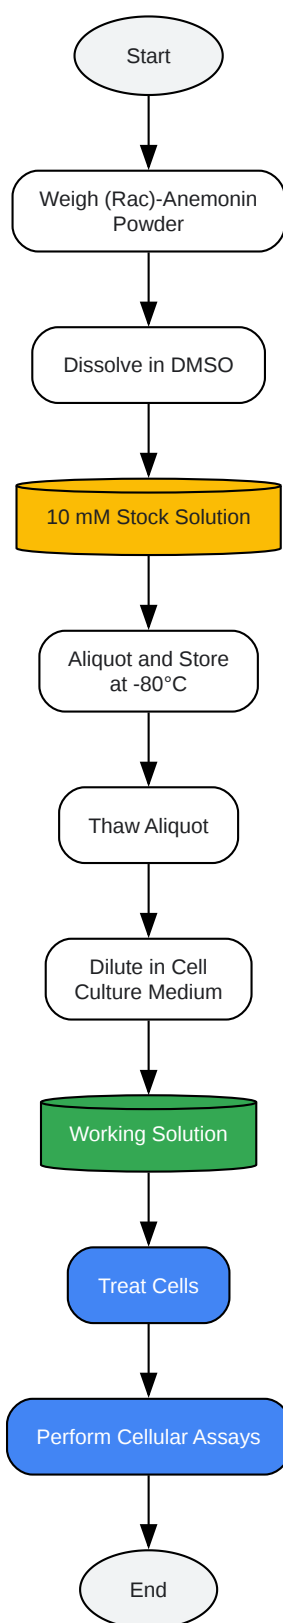 Start
Weigh (Rac)-Anemonin
Powder
Dissolve in DMSO
10 mM Stock Solution
Aliquot and Store
at -80°C
Thaw Aliquot
Dilute in Cell
Culture Medium
Working Solution
Treat Cells
Perform Cellular Assays
End